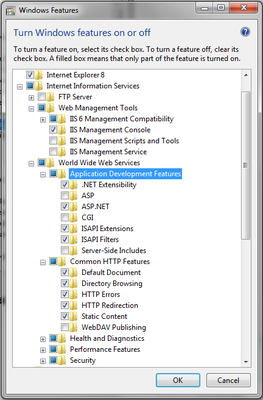 Windows Features
Turn Windows features on or off
To turn a feature on, select its check box. To turn a feature off, clear its
check box. A filled box means that only part of the feature is turned on.
Internet Explorer 8
Internet Information Services
FTP Server
Web Management Tools
IIS 6 Management Compatibility
IIS Management Console
IIS Management Scripts and Tools
IIS Management Service
World Wide Web Services
Application Development Features
.NET Extensibility
ASP
ASP.NET
CGI
ISAPI Extensions
ISAPI Filters
Server-Side Includes
Common HTTP Features
Default Document
Directory Browsing
HTTP Errors
HTTP Redirection
Static Content
WebDAV Publishing
Health and Diagnostics
Performance Features
Security
OK
Cancel